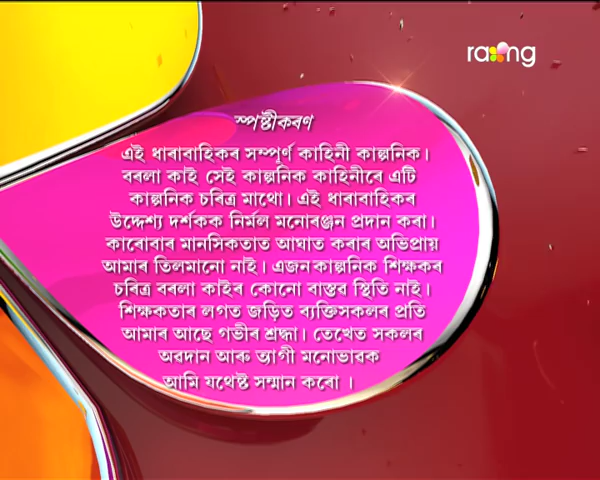 rang
স্পষ্টীকৰণ
এই ধাৰাবাহিকৰ সম্পূৰ্ণ কাহিনী কাল্পনিক।
বৰলা কাই সেই কাল্পনিক কাহিনীৰে এটি
কাল্পনিক চৰিত্ৰ মাথো। এই ধাৰাবাহিকৰ
উদ্দেশ্য দৰ্শকক নিৰ্মল মনোৰঞ্জন প্ৰদান কৰা।
কাৰোবাৰ মানসিকতাত আঘাত কৰাৰ অভিপ্ৰায়
আমাৰ তিলমানো নাই। এজন কাল্পনিক শিক্ষকৰ
চৰিত্ৰ বৰলা কাইৰ কোনো বাস্তৱ স্থিতি নাই।
শিক্ষকতাৰ লগত জড়িত ব্যক্তিসকলৰ প্ৰতি
আমাৰ আছে গভীৰ শ্ৰদ্ধা। তেখেত সকলৰ
অৱদান আৰু ত্যাগী মনোভাৱক
আমি যথেষ্ট সন্মান কৰো ।